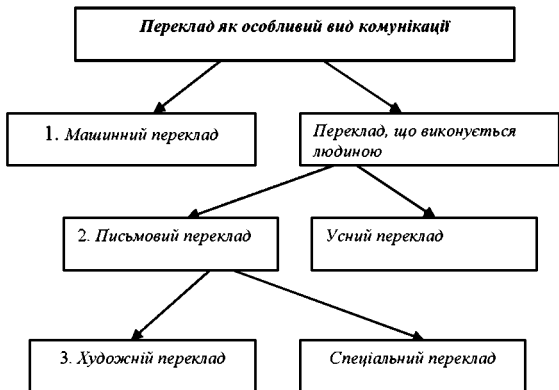 Переклад як особливий вид комунікації
1. Машинний переклад
Переклад, що виконується
людиною
2. Письмовий переклад
Усний переклад
3. Художній переклад
Спеціальний переклад